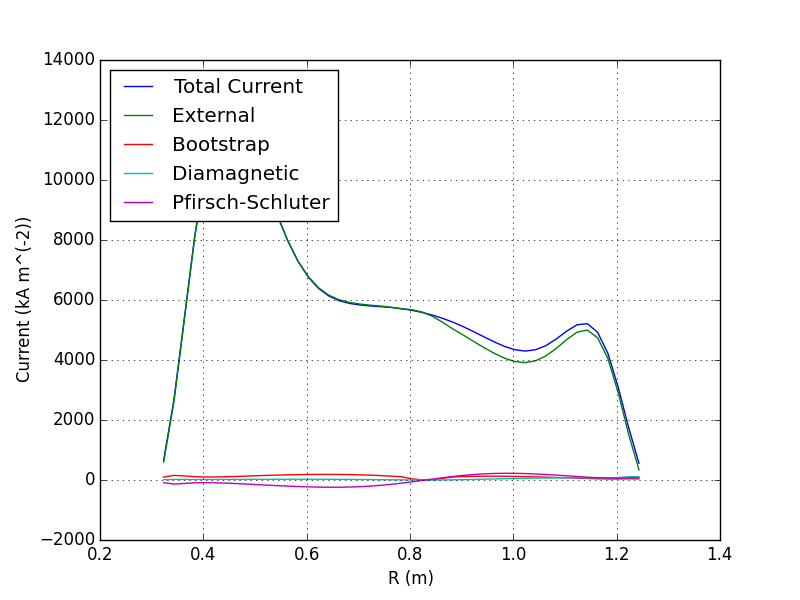 14000
12000
10000
8000
6000
4000
2000
0
−2000
0.2 0.4 0.6 0.8 1.0 1.2 1.4
R (m)
Current (kA m^(-2))
Total Current
External
Bootstrap
Diamagnetic
Pfirsch-Schluter